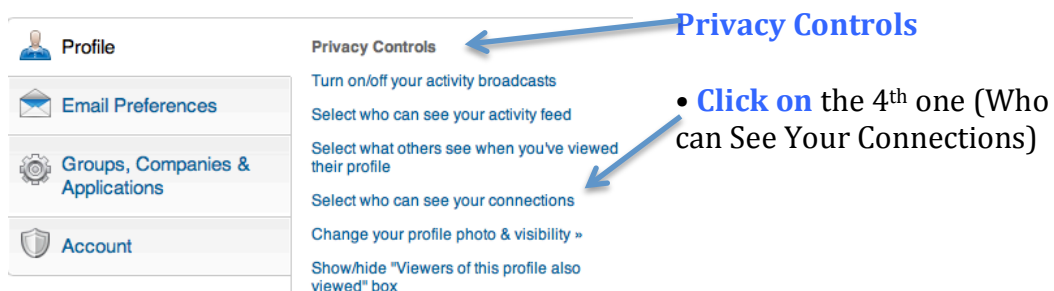 Profile
Email Preferences
Groups, Companies &
Applications
Account
Privacy Controls
Turn on/off your activity broadcasts
Select who can see your activity feed
Select what others see when you've viewed
their profile
Select who can see your connections
Change your profile photo & visibility »
Show/hide "Viewers of this profile also
viewed" box
Privacy Controls
• Click on the 4th one (Who
can See Your Connections)